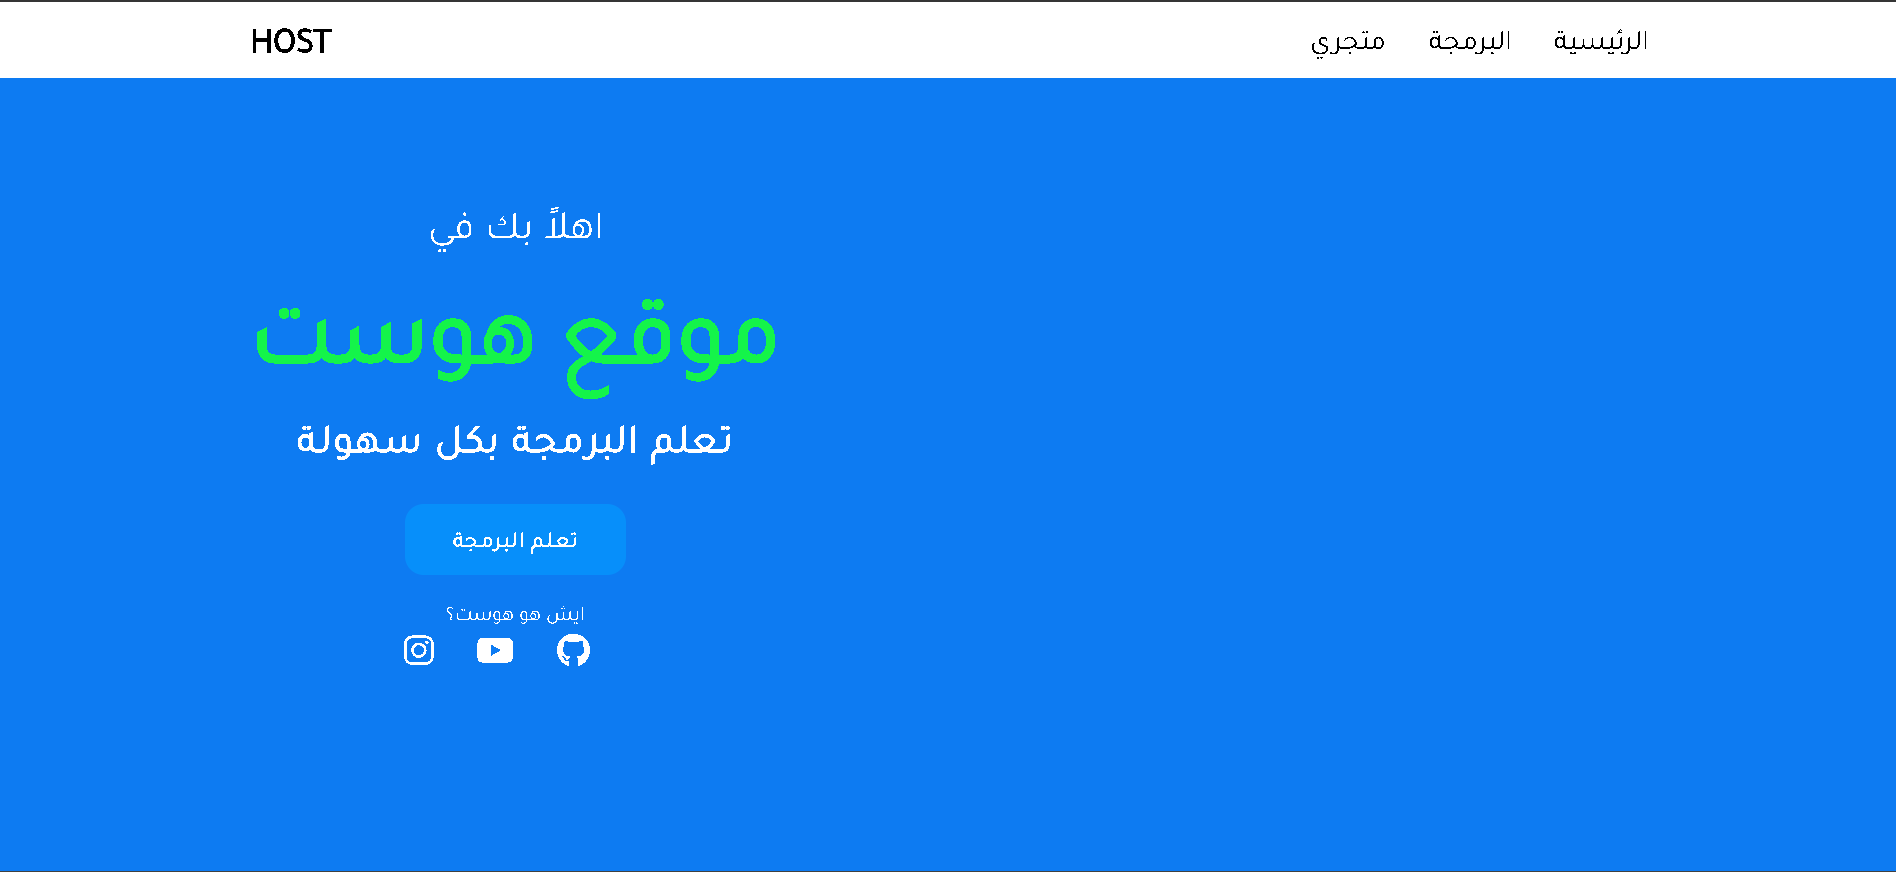 HOST
الرئيسية البرمجة متجري
اهلاً بك في
موقع هوست
تعلم البرمجة بكل سهولة
تعلم البرمجة
ايش هو هوست؟